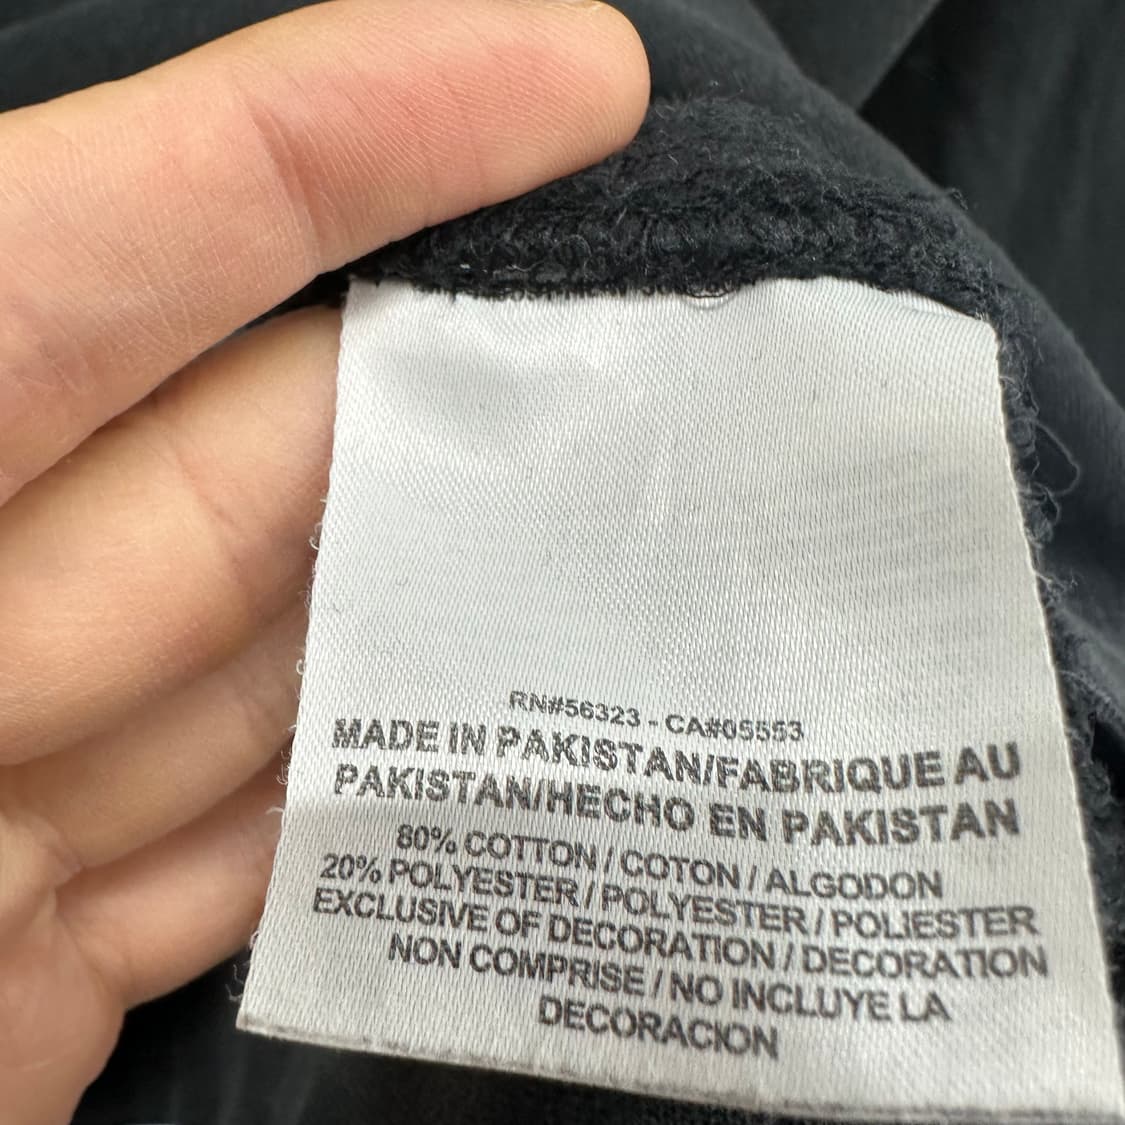 RN#56323 - CA#05553
MADE IN PAKISTAN/FABRIQUE AU
PAKISTAN/HECHO EN PAKISTAN
80% COTTON / COTON / ALGODON
20% POLYESTER / POLYESTER / POLIESTER
EXCLUSIVE OF DECORATION / DECORATION
NON COMPRISE / NO INCLUYE LA
DECORACION